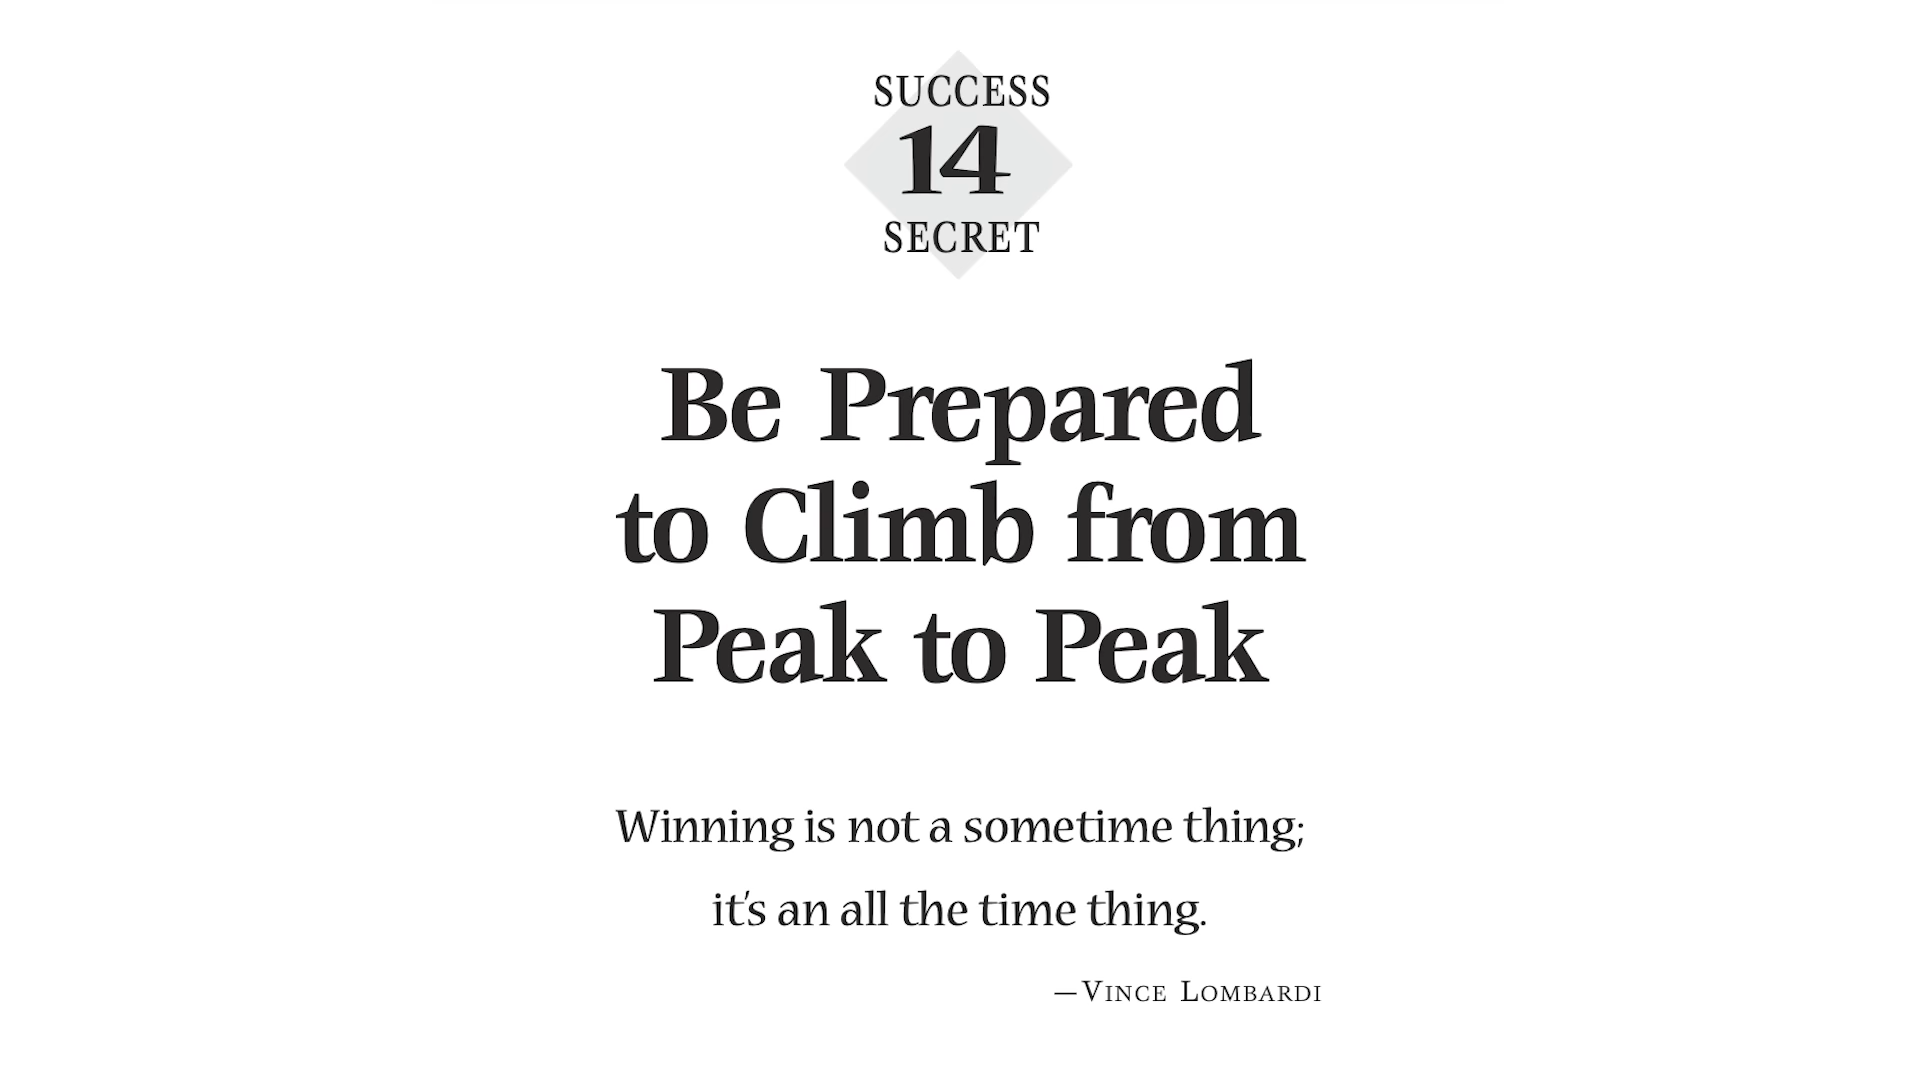 SUCCESS
14
SECRET
Be Prepared
to Climb from
Peak to Peak
Winning is not a sometime thing;
it's an all the time thing.
—VINCE LOMBARDI